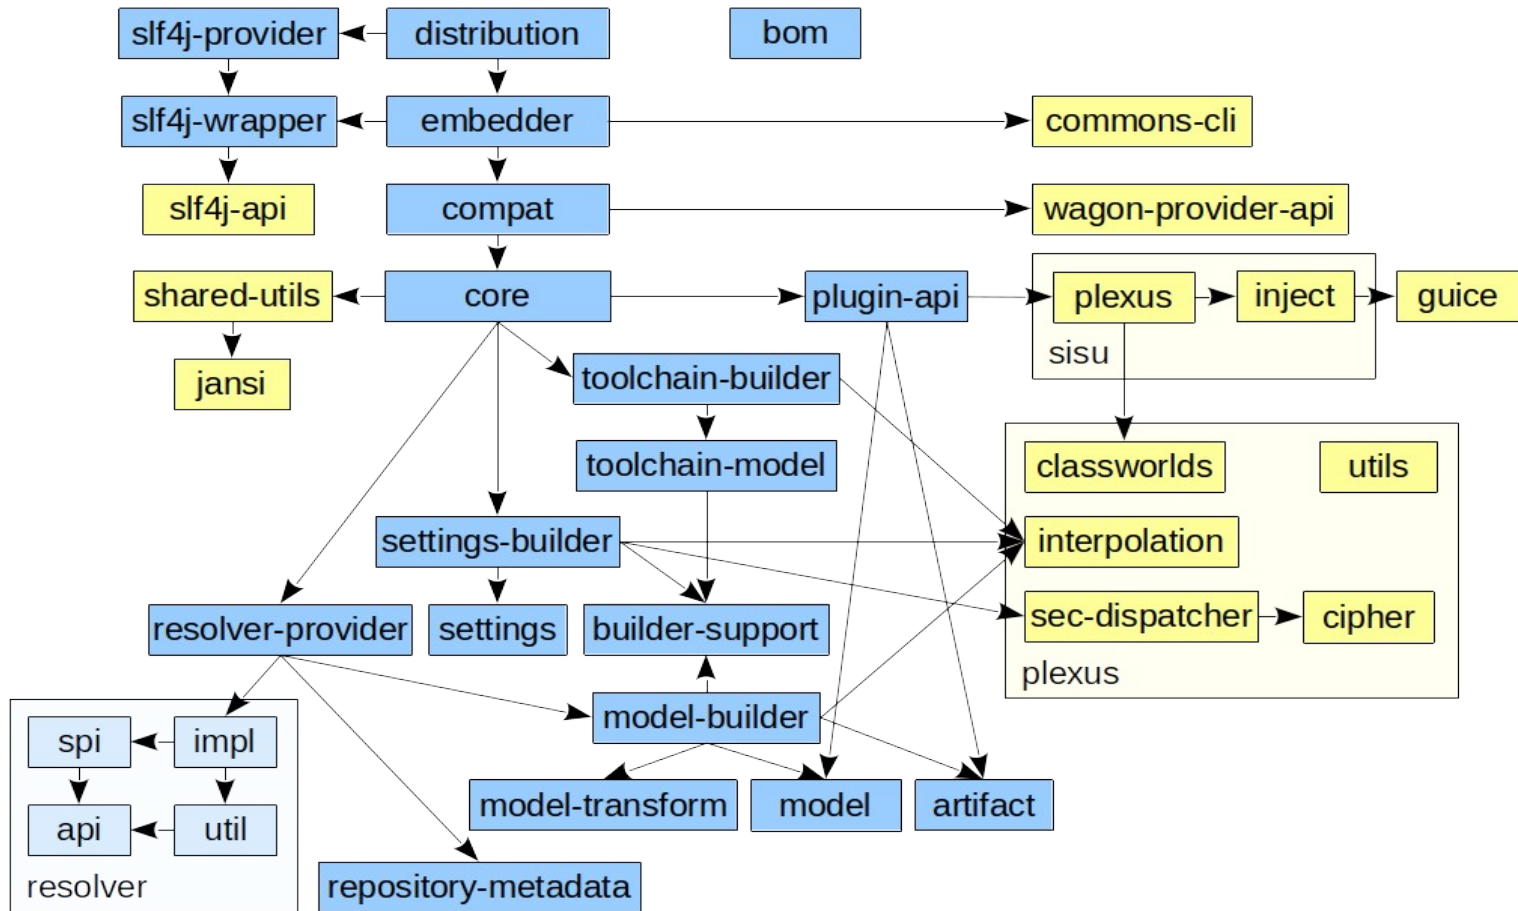 slf4j-provider
distribution
bom
slf4j-wrapper
embedder
commons-cli
slf4j-api
compat
wagon-provider-api
shared-utils
core
plugin-api
plexus
inject
guice
sisu
jansi
toolchain-builder
toolchain-model
classworlds
utils
settings-builder
interpolation
resolver-provider
settings
builder-support
sec-dispatcher
cipher
plexus
spi
impl
model-builder
model-transform
model
artifact
api
util
resolver
repository-metadata